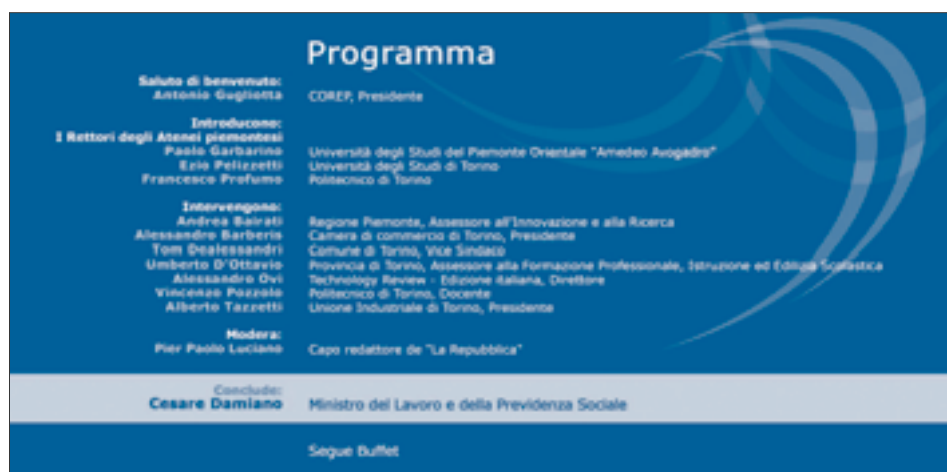 Programma
Saluto di benvenuto:
Antonio Gugliotta COREP, Presidente
Introducono:
I Rettori degli Atenei piemontesi
Paolo Garbarino Università degli Studi del Piemonte Orientale "Amedeo Avogadro"
Ezio Pelizzetti Università degli Studi di Torino
Francesco Profumo Politecnico di Torino
Intervengono:
Andrea Bairati Regione Piemonte, Assessore all'Innovazione e alla Ricerca
Alessandro Barberis Camera di commercio di Torino, Presidente
Tom Dealessandri Comune di Torino, Vice Sindaco
Umberto D'Ottavio Provincia di Torino, Assessore alla Formazione Professionale, Istruzione ed Edilizia Scolastica
Alessandro Ovi Technology Review - Edizione italiana, Direttore
Vincenzo Pozzolo Politecnico di Torino, Docente
Alberto Tazzetti Unione Industriale di Torino, Presidente
Modera:
Pier Paolo Luciano Capo redattore de "La Repubblica"
Conclude:
Cesare Damiano Ministro del Lavoro e della Previdenza Sociale
Segue Buffet